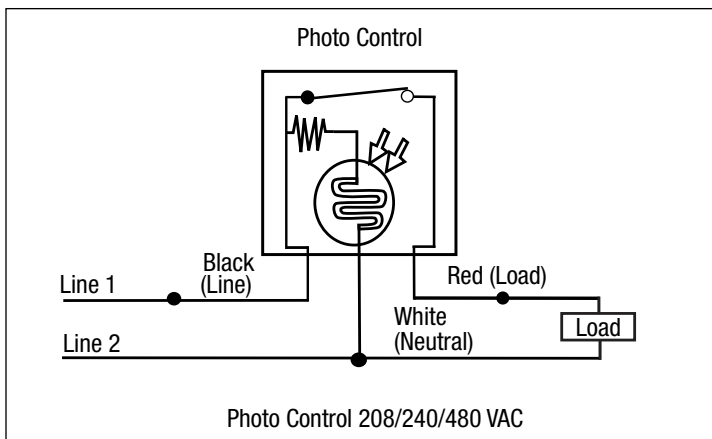 Photo Control
Black
(Line)
Line 1
Red (Load)
White
(Neutral)
Load
Line 2
Photo Control 208/240/480 VAC